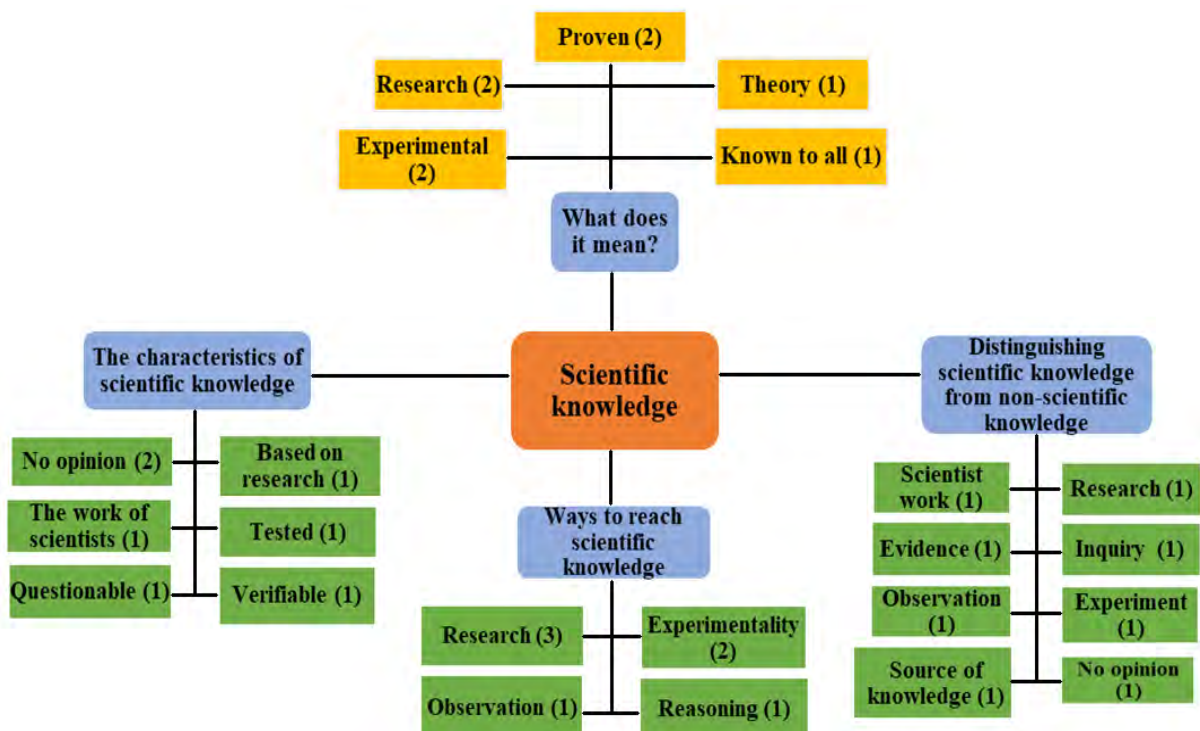 Proven (2)
Research (2)
Theory (1)
Experimental
(2)
Known to all (1)
What does
it mean?
The characteristics of
scientific knowledge
Scientific
knowledge
Distinguishing
scientific knowledge
from non-scientific
knowledge
No opinion (2)
Based on
research (1)
The work of
scientists (1)
Tested (1)
Questionable (1)
Verifiable (1)
Ways to reach
scientific
knowledge
Research (3)
Experimentality
(2)
Observation (1)
Reasoning (1)
Scientist
work (1)
Research (1)
Evidence (1)
Inquiry (1)
Observation
(1)
Experiment
(1)
Source of
knowledge (1)
No opinion
(1)